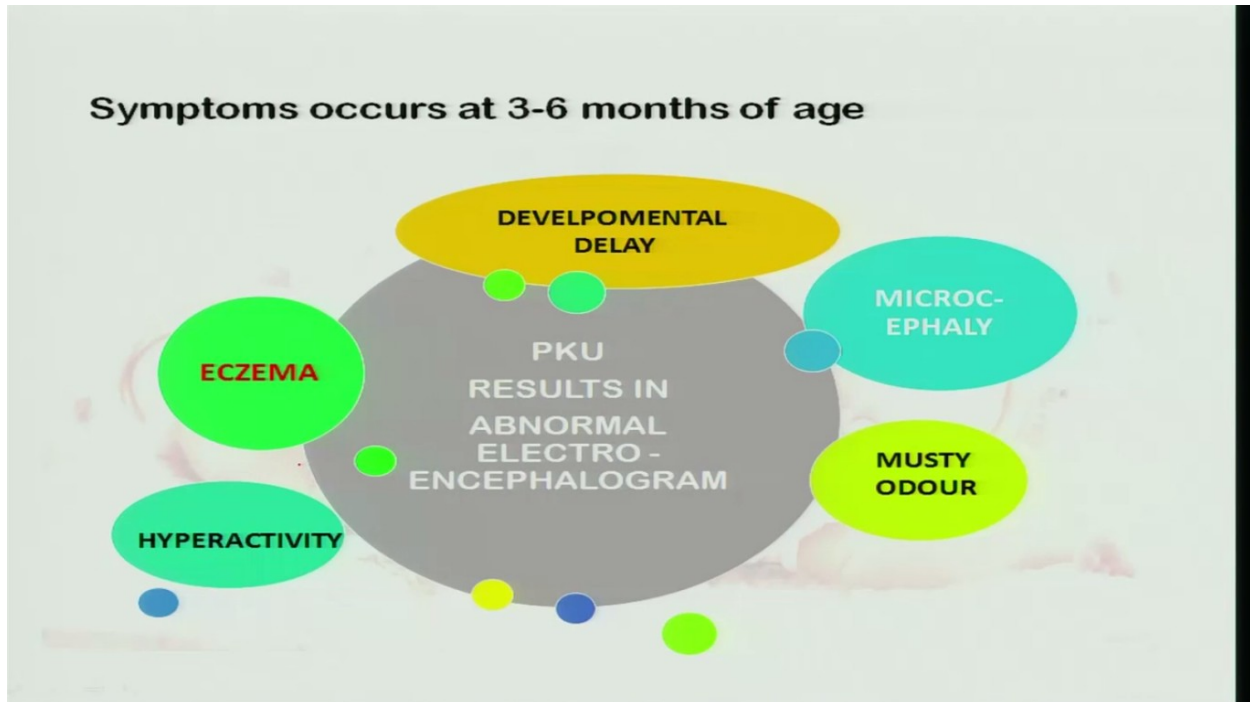 Symptoms occurs at 3-6 months of age
DEVELPOMENTAL
DELAY
MICROC-
EPHALY
ECZEMA
PKU
RESULTS IN
ABNORMAL
ELECTRO -
ENCEPHALOGRAM
MUSTY
ODOUR
HYPERACTIVITY